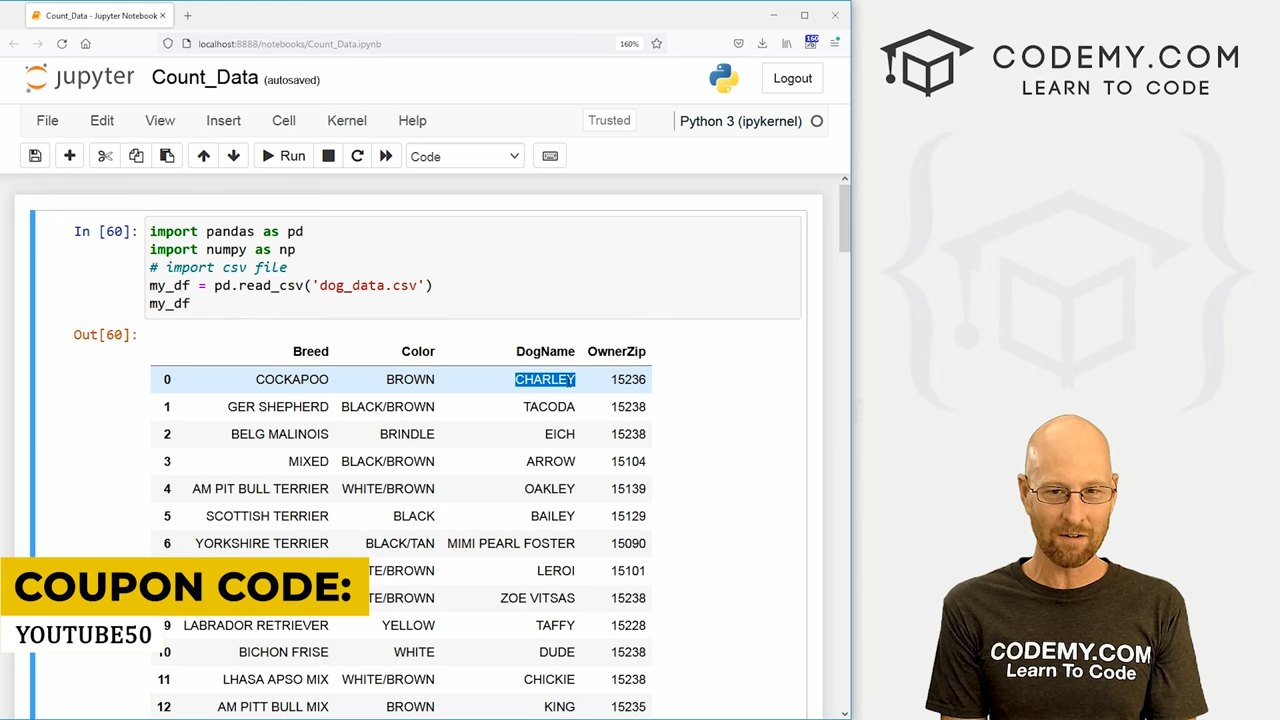 Count_Data - Jupyter Notebook
localhost:8888/notebooks/Count_Data.ipynb
160%
160
jupyter Count_Data (autosaved)
Logout
File Edit View Insert Cell Kernel Help
Trusted
Python 3 (ipykernel)
Run
Code
In [60]:
import pandas as pd
import numpy as np
# import csv file
my_df = pd.read_csv('dog_data.csv')
my_df
Out[60]:
Breed Color DogName OwnerZip
0 COCKAPOO BROWN CHARLEY 15236
1 GER SHEPHERD BLACK/BROWN TACODA 15238
2 BELG MALINOIS BRINDLE EICH 15238
3 MIXED BLACK/BROWN ARROW 15104
4 AM PIT BULL TERRIER WHITE/BROWN OAKLEY 15139
5 SCOTTISH TERRIER BLACK BAILEY 15129
6 YORKSHIRE TERRIER BLACK/TAN MIMI PEARL FOSTER 15090
TE/BROWN LEROI 15101
TE/BROWN ZOE VITSAS 15238
9 LABRADOR RETRIEVER YELLOW TAFFY 15228
10 BICHON FRISE WHITE DUDE 15238
11 LHASA APSO MIX WHITE/BROWN CHICKIE 15238
12 AM PITT BULL MIX BROWN KING 15235
COUPON CODE:
YOUTUBE50
CODEMY.COM
LEARN TO CODE
CODEMY.COM
Learn To Code